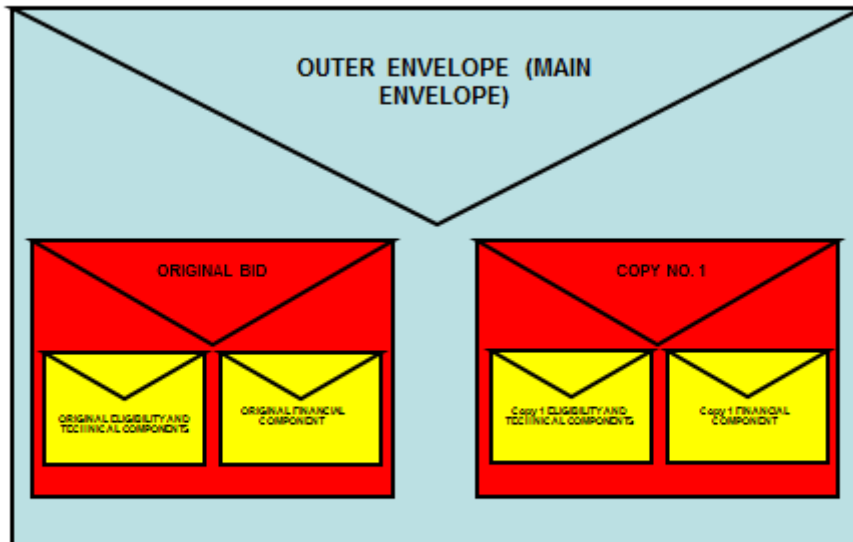 OUTER ENVELOPE (MAIN
ENVELOPE)
ORIGINAL BID
COPY NO. 1
ORIGINAL ELIGIBILITY AND
TECHNICAL COMPONENTS
ORIGINAL FINANCIAL
COMPONENT
Copy 1 ELIGIBILITY AND
TECHNICAL COMPONENTS
Copy 1 FINANCIAL
COMPONENT